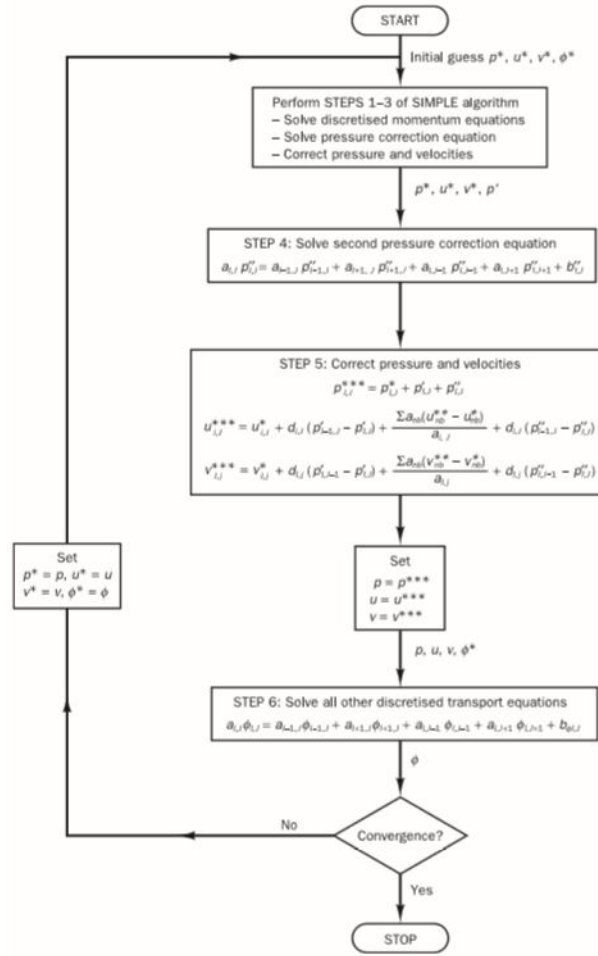 START
Initial guess p*, u*, v*, ϕ*
Perform STEPS 1–3 of SIMPLE algorithm
– Solve discretised momentum equations
– Solve pressure correction equation
– Correct pressure and velocities
p*, u*, v*, p′
STEP 4: Solve second pressure correction equation
a_{I,J} p″_{I,J} = a_{I–1,J} p″_{I–1,J} + a_{I+1,J} p″_{I+1,J} + a_{I,J–1} p″_{I,J–1} + a_{I,J+1} p″_{I,J+1} + b″_{I,J}
STEP 5: Correct pressure and velocities
p***_{I,J} = p*_{I,J} + p′_{I,J} + p″_{I,J}
u***_{i,J} = u*_{i,J} + d_{i,J} (p′_{I–1,J} – p′_{I,J}) + Σa_{nb}(u**_{nb} – u*_{nb}) / a_{i,J} + d_{i,J} (p″_{I–1,J} – p″_{I,J})
v***_{I,j} = v*_{I,j} + d_{I,j} (p′_{I,J–1} – p′_{I,J}) + Σa_{nb}(v**_{nb} – v*_{nb}) / a_{I,j} + d_{I,j} (p″_{I,J–1} – p″_{I,J})
Set
p* = p, u* = u
v* = v, ϕ* = ϕ
Set
p = p***
u = u***
v = v***
p, u, v, ϕ*
STEP 6: Solve all other discretised transport equations
a_{I,J} ϕ_{I,J} = a_{I–1,J} ϕ_{I–1,J} + a_{I+1,J} ϕ_{I+1,J} + a_{I,J–1} ϕ_{I,J–1} + a_{I,J+1} ϕ_{I,J+1} + b_{ϕI,J}
ϕ
No
Convergence?
Yes
STOP